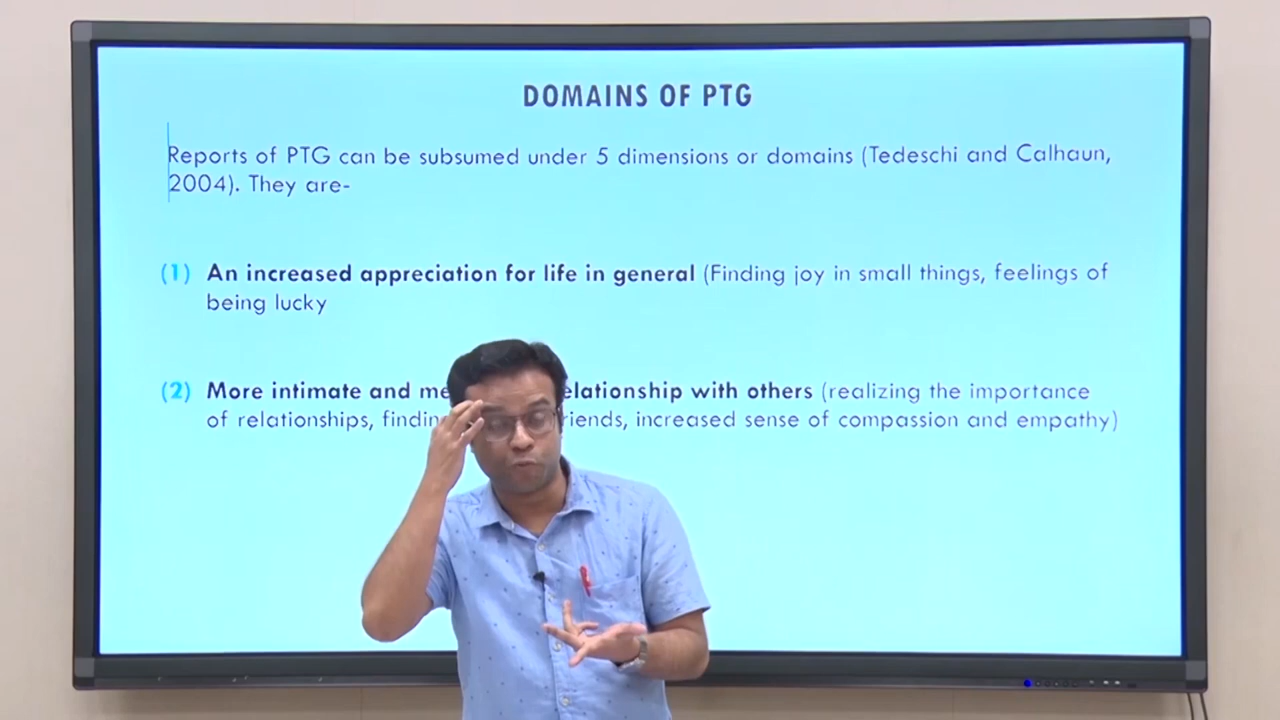 DOMAINS OF PTG
Reports of PTG can be subsumed under 5 dimensions or domains (Tedeschi and Calhaun,
2004). They are-
(1) An increased appreciation for life in general (Finding joy in small things, feelings of
being lucky
(2) More intimate and elationship with others (realizing the importance
of relationships, findin riends, increased sense of compassion and empathy)